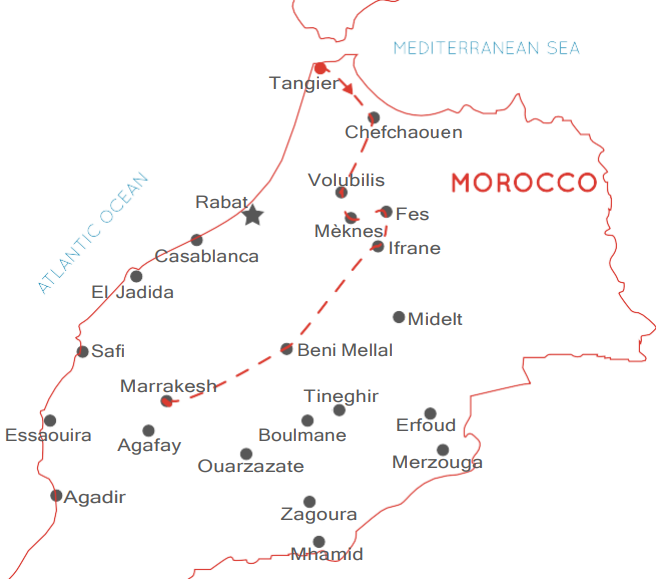 MEDITERRANEAN SEA
Tangier
Chefchaouen
Volubilis
MOROCCO
ATLANTIC OCEAN
Rabat
Fes
Mèknes
Ifrane
Casablanca
El Jadida
Midelt
Safi
Beni Mellal
Marrakesh
Tineghir
Essaouira
Agafay
Boulmane
Erfoud
Ouarzazate
Merzouga
Agadir
Zagoura
Mhamid